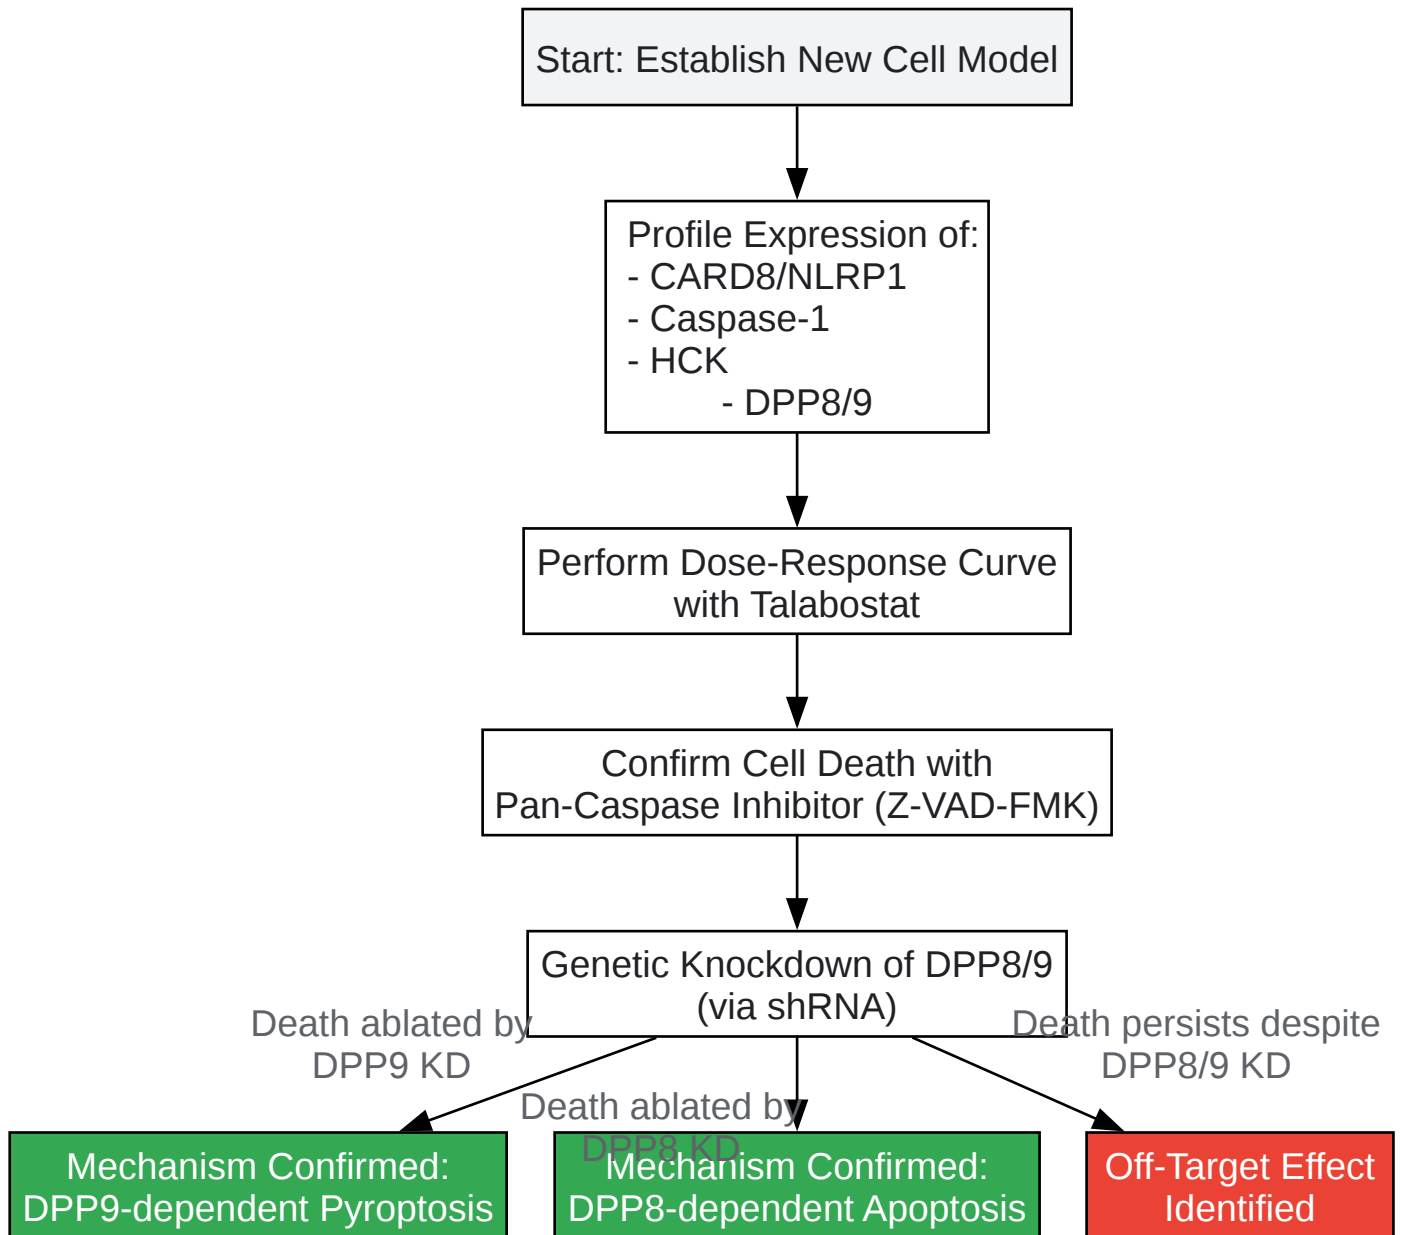 Start: Establish New Cell Model
Profile Expression of:
- CARD8/NLRP1
- Caspase-1
- HCK
- DPP8/9
Perform Dose-Response Curve
with Talabostat
Confirm Cell Death with
Pan-Caspase Inhibitor (Z-VAD-FMK)
Genetic Knockdown of DPP8/9
(via shRNA)
Death ablated by
DPP9 KD
Death ablated by
DPP8 KD
Death persists despite
DPP8/9 KD
Mechanism Confirmed:
DPP9-dependent Pyroptosis
Mechanism Confirmed:
DPP8-dependent Apoptosis
Off-Target Effect
Identified